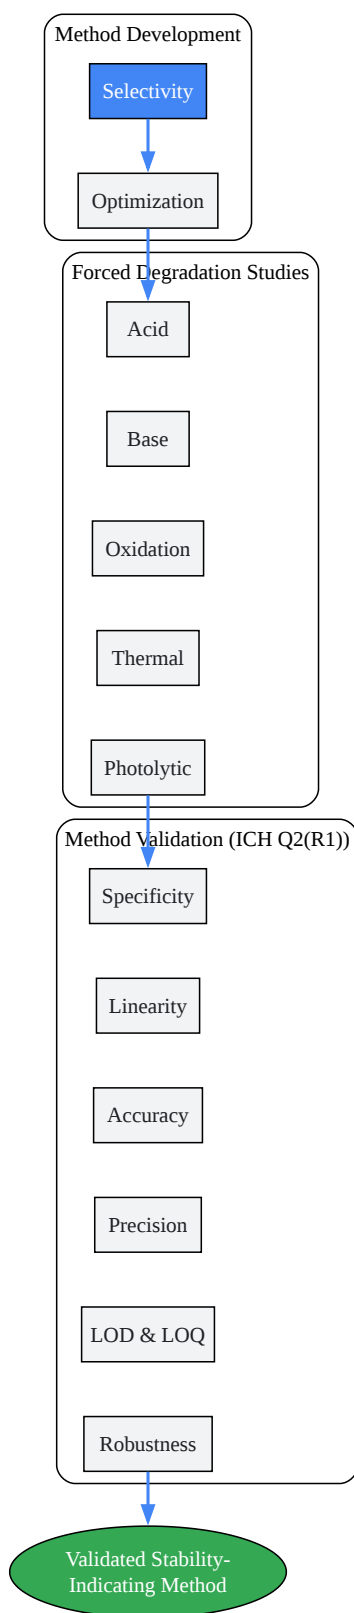 Method Development
Selectivity
Optimization
Forced Degradation Studies
Acid
Base
Oxidation
Thermal
Photolytic
Method Validation (ICH Q2(R1))
Specificity
Linearity
Accuracy
Precision
LOD & LOQ
Robustness
Validated Stability-
Indicating Method